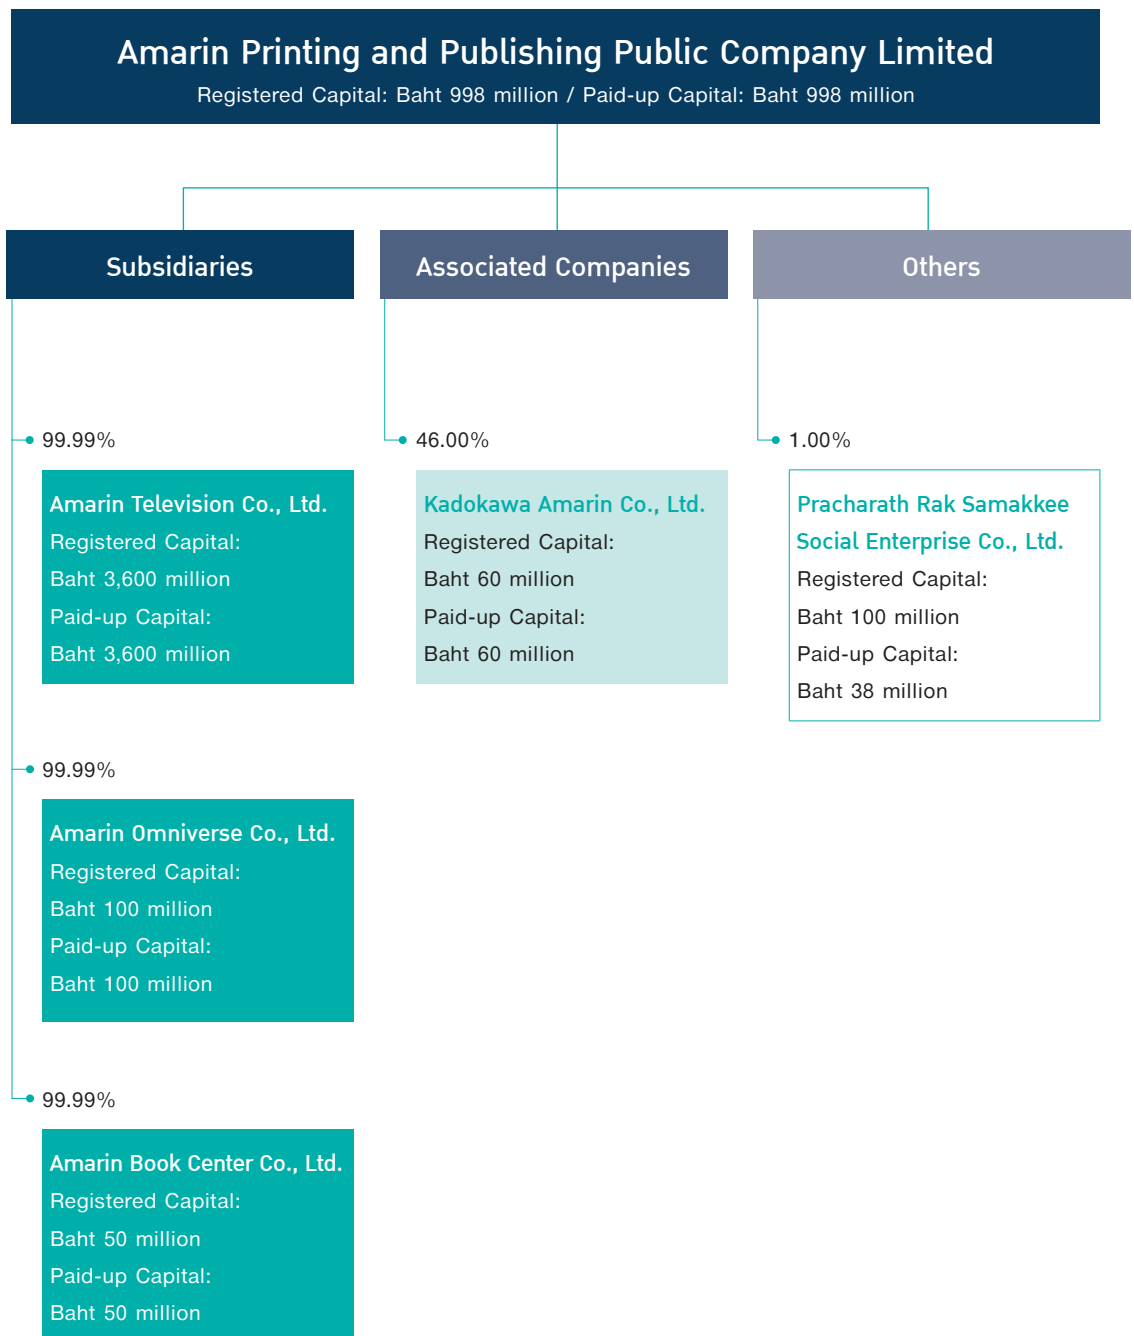 Amarin Printing and Publishing Public Company Limited
Registered Capital: Baht 998 million / Paid-up Capital: Baht 998 million
Subsidiaries
99.99%
Amarin Television Co., Ltd.
Registered Capital:
Baht 3,600 million
Paid-up Capital:
Baht 3,600 million
99.99%
Amarin Omniverse Co., Ltd.
Registered Capital:
Baht 100 million
Paid-up Capital:
Baht 100 million
99.99%
Amarin Book Center Co., Ltd.
Registered Capital:
Baht 50 million
Paid-up Capital:
Baht 50 million
Associated Companies
46.00%
Kadokawa Amarin Co., Ltd.
Registered Capital:
Baht 60 million
Paid-up Capital:
Baht 60 million
Others
1.00%
Pracharath Rak Samakkee
Social Enterprise Co., Ltd.
Registered Capital:
Baht 100 million
Paid-up Capital:
Baht 38 million